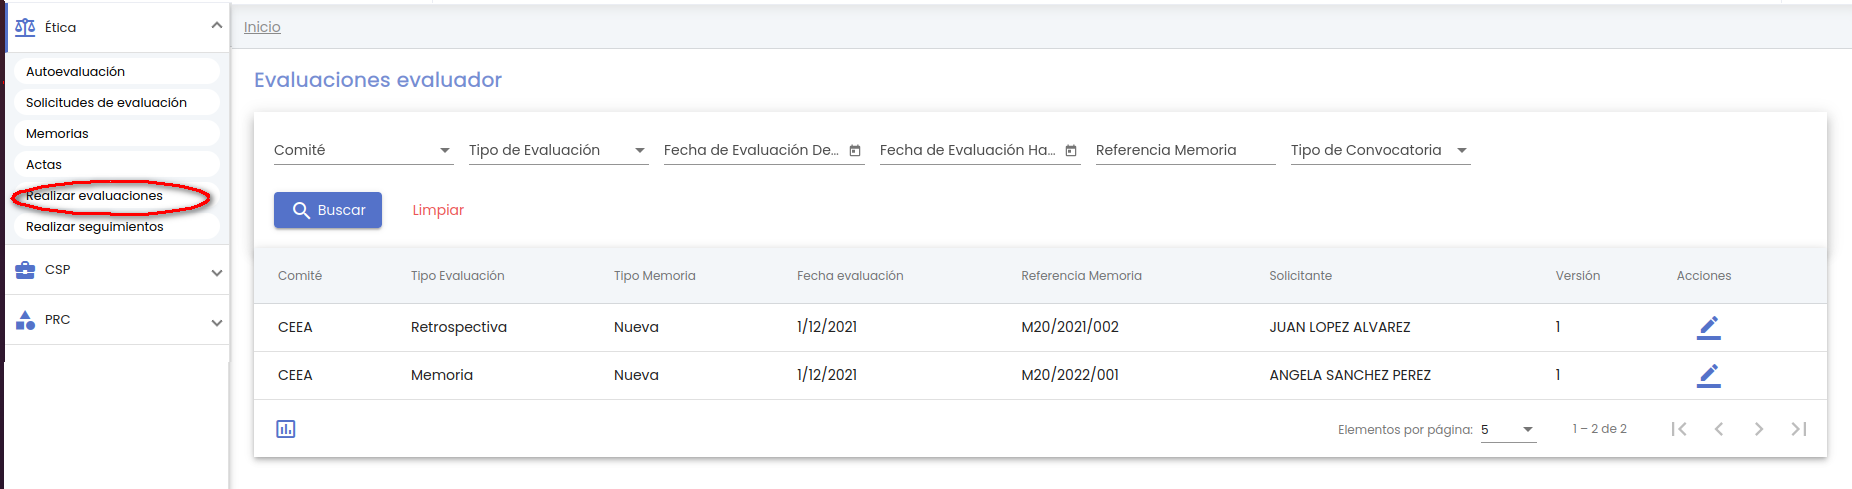 Ética
Autoevaluación
Solicitudes de evaluación
Memorias
Actas
Realizar evaluaciones
Realizar seguimientos
CSP
PRC
Inicio
Evaluaciones evaluador
Comité Tipo de Evaluación Fecha de Evaluación De... Fecha de Evaluación Ha... Referencia Memoria Tipo de Convocatoria
Buscar Limpiar
Comité Tipo Evaluación Tipo Memoria Fecha evaluación Referencia Memoria Solicitante Versión Acciones
CEEA Retrospectiva Nueva 1/12/2021 M20/2021/002 JUAN LOPEZ ALVAREZ 1
CEEA Memoria Nueva 1/12/2021 M20/2022/001 ANGELA SANCHEZ PEREZ 1
Elementos por página: 5 1 – 2 de 2